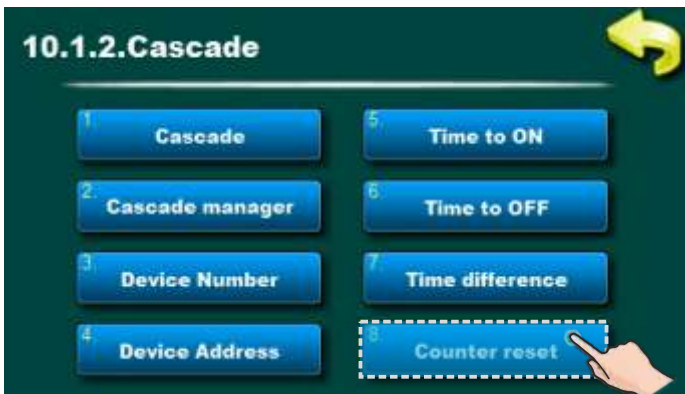 10.1.2.Cascade
1. Cascade
2. Cascade manager
3. Device Number
4. Device Address
5. Time to ON
6. Time to OFF
7. Time difference
8. Counter reset